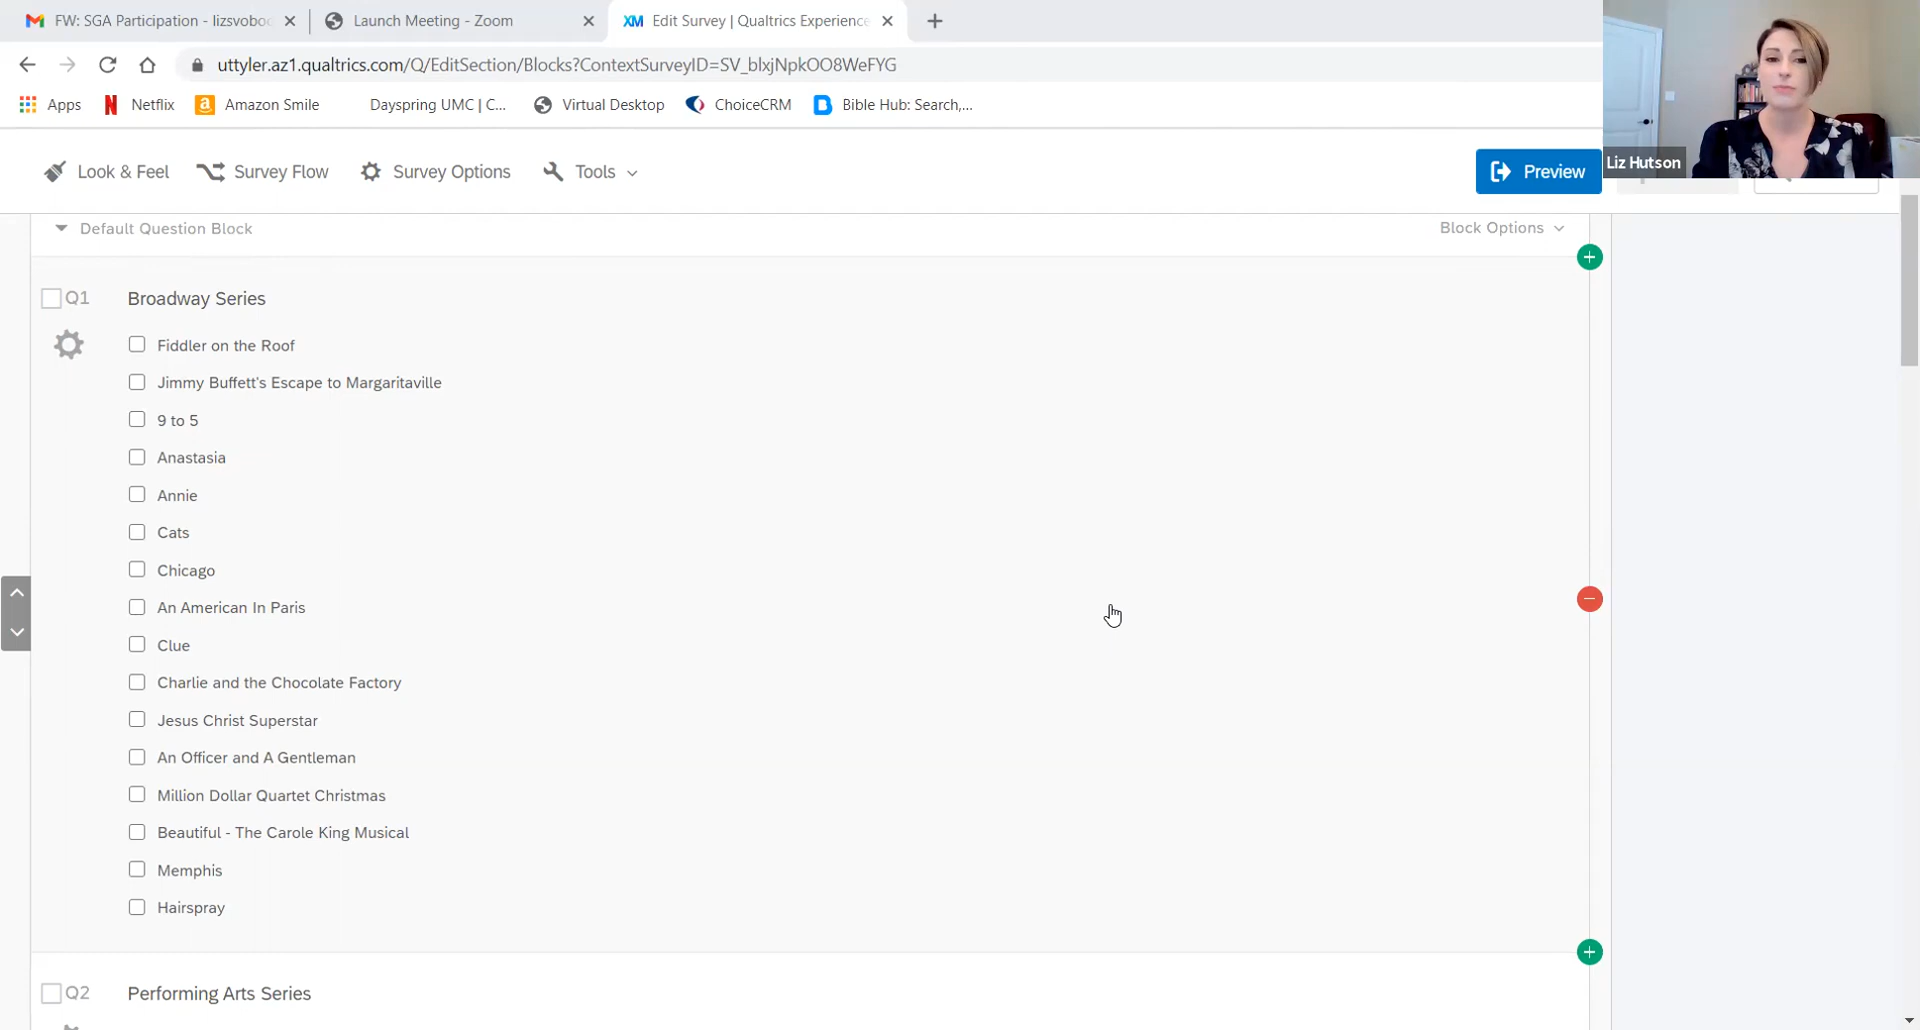 FW: SGA Participation - lizsvobo
Launch Meeting - Zoom
XM Edit Survey | Qualtrics Experience
uttyler.az1.qualtrics.com/Q/EditSection/Blocks?ContextSurveyID=SV_blxjNpkOO8WeFYG
Apps
Netflix
Amazon Smile
Dayspring UMC | C...
Virtual Desktop
ChoiceCRM
Bible Hub: Search,...
Look & Feel
Survey Flow
Survey Options
Tools
Preview
Liz Hutson
Default Question Block
Block Options
Q1
Broadway Series
Fiddler on the Roof
Jimmy Buffett's Escape to Margaritaville
9 to 5
Anastasia
Annie
Cats
Chicago
An American In Paris
Clue
Charlie and the Chocolate Factory
Jesus Christ Superstar
An Officer and A Gentleman
Million Dollar Quartet Christmas
Beautiful - The Carole King Musical
Memphis
Hairspray
Q2
Performing Arts Series